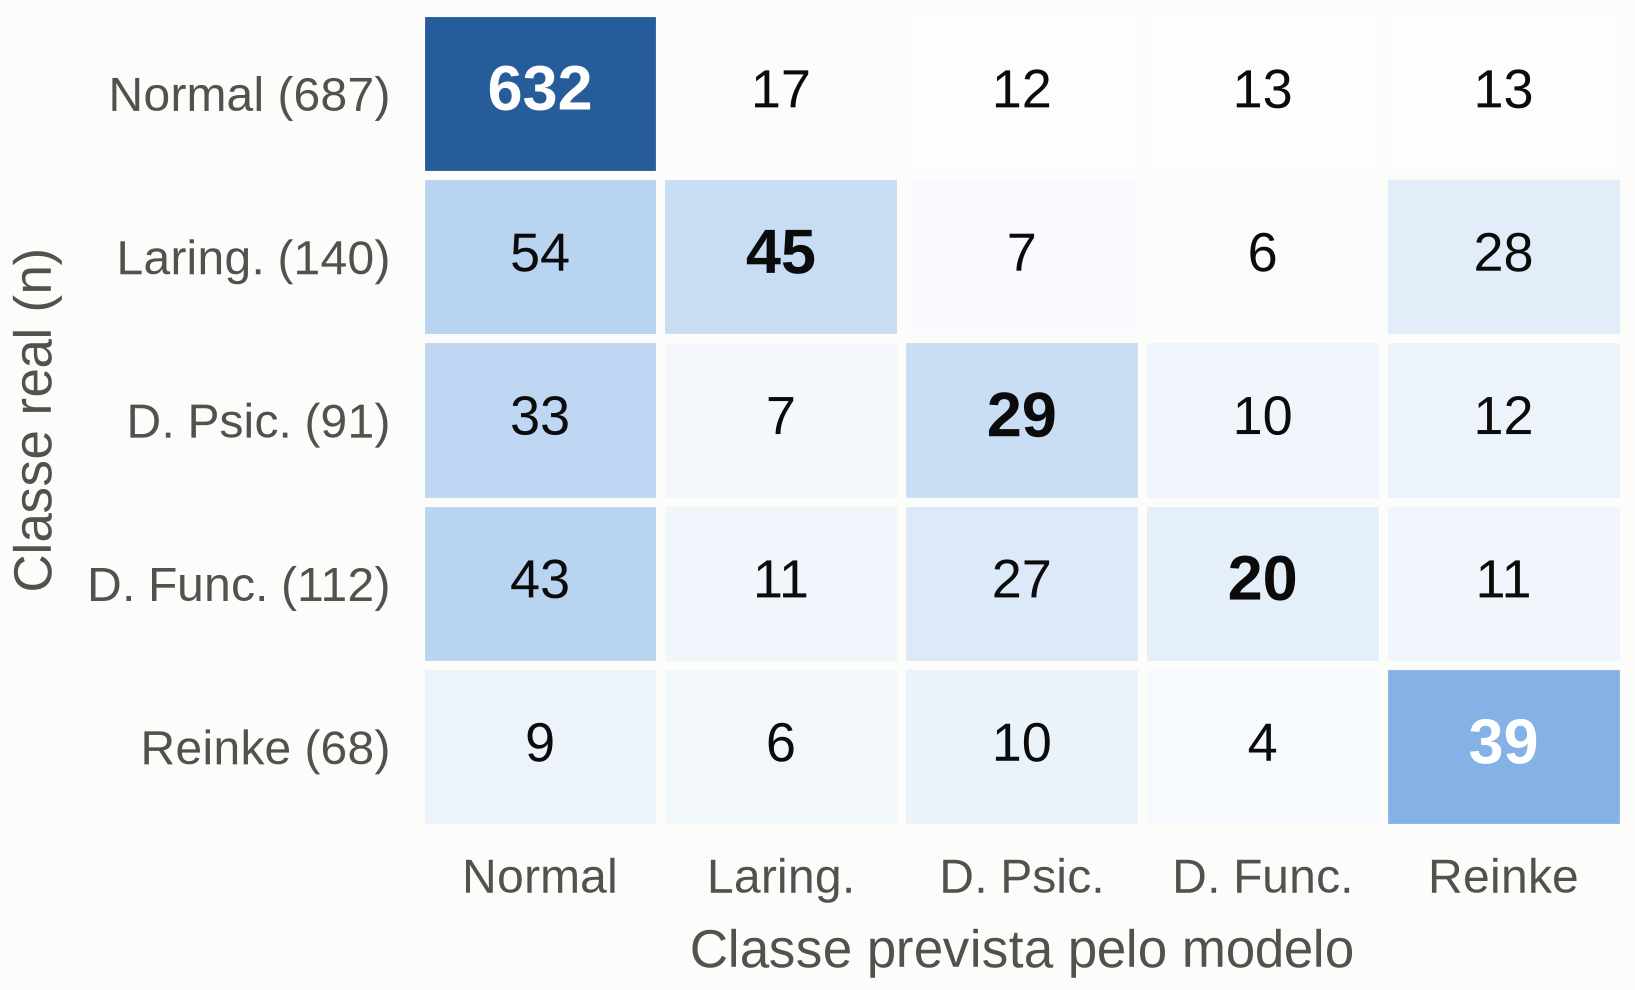 Classe real (n)
Normal (687) 632 17 12 13 13
Laring. (140) 54 45 7 6 28
D. Psic. (91) 33 7 29 10 12
D. Func. (112) 43 11 27 20 11
Reinke (68) 9 6 10 4 39
Normal Laring. D. Psic. D. Func. Reinke
Classe prevista pelo modelo